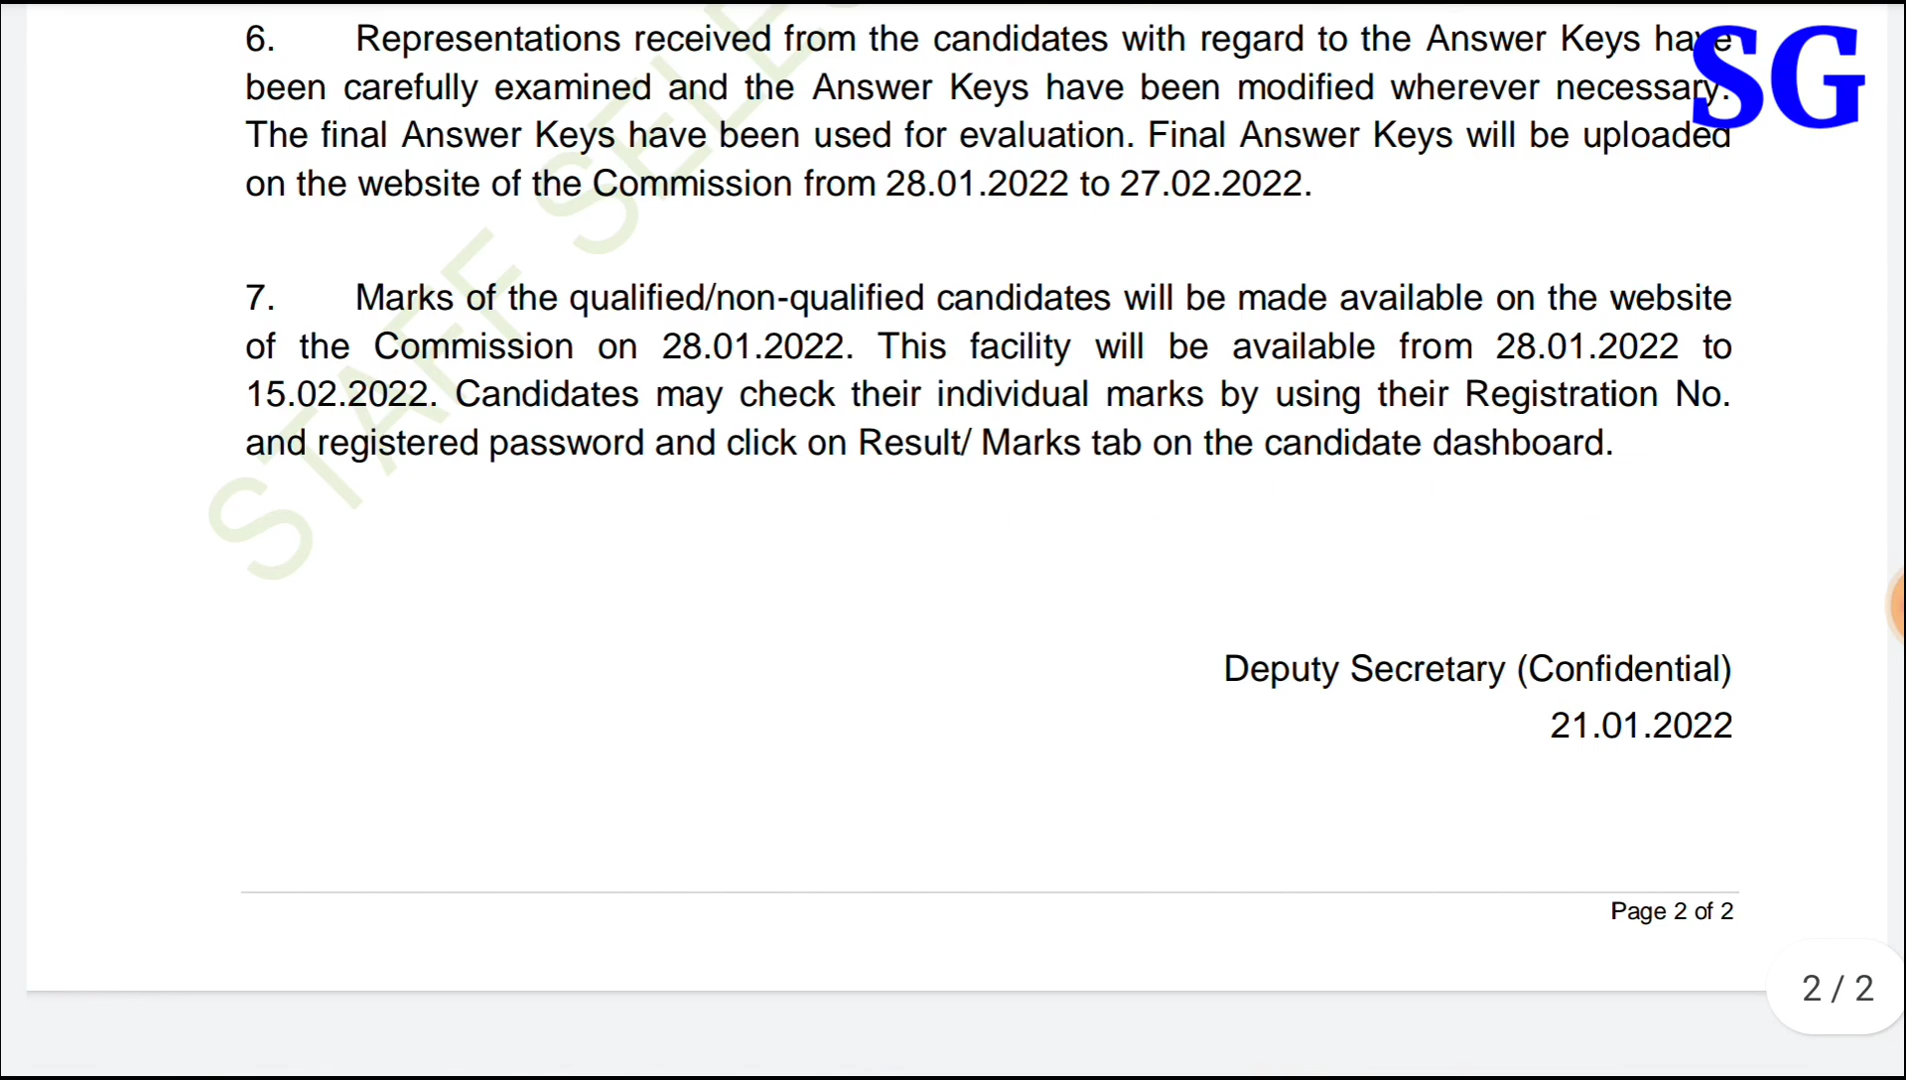 6. Representations received from the candidates with regard to the Answer Keys have
been carefully examined and the Answer Keys have been modified wherever necessary.
The final Answer Keys have been used for evaluation. Final Answer Keys will be uploaded
on the website of the Commission from 28.01.2022 to 27.02.2022.
SG
7. Marks of the qualified/non-qualified candidates will be made available on the website
of the Commission on 28.01.2022. This facility will be available from 28.01.2022 to
15.02.2022. Candidates may check their individual marks by using their Registration No.
and registered password and click on Result/ Marks tab on the candidate dashboard.
STAFF SELE
Deputy Secretary (Confidential)
21.01.2022
Page 2 of 2
2 / 2